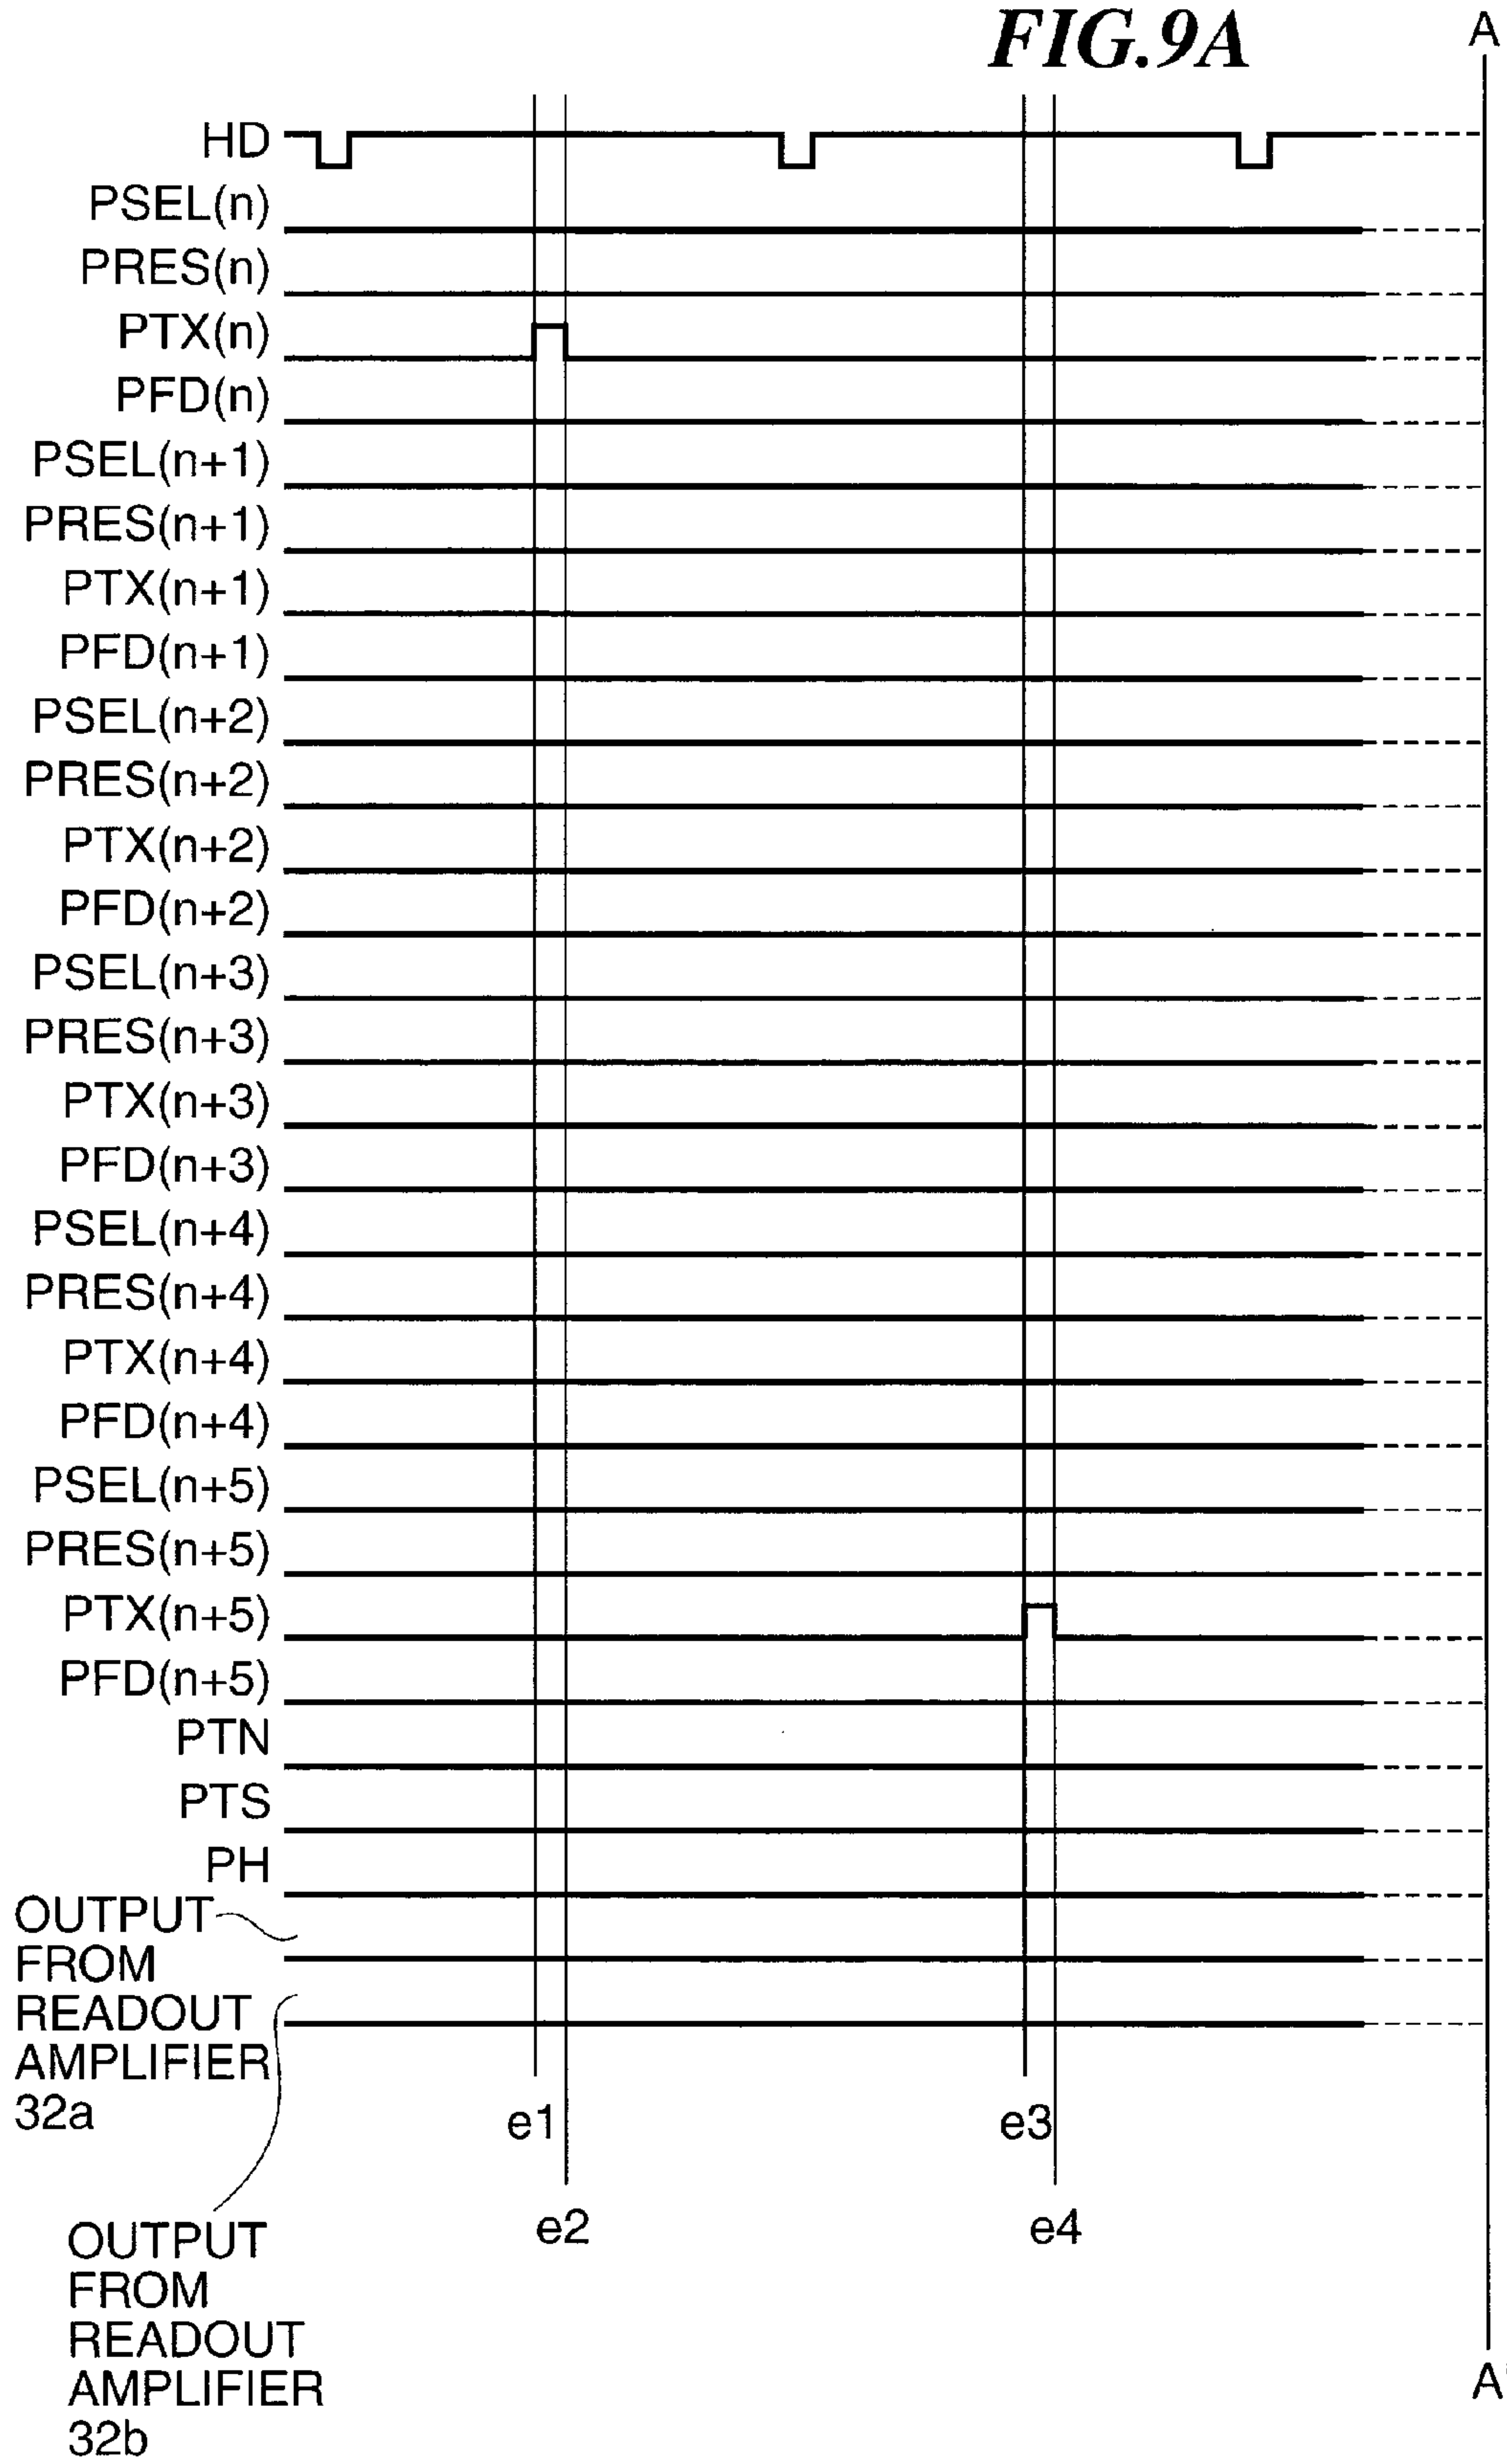 FIG.9A
A
HD
PSEL(n)
PRES(n)
PTX(n)
PFD(n)
PSEL(n+1)
PRES(n+1)
PTX(n+1)
PFD(n+1)
PSEL(n+2)
PRES(n+2)
PTX(n+2)
PFD(n+2)
PSEL(n+3)
PRES(n+3)
PTX(n+3)
PFD(n+3)
PSEL(n+4)
PRES(n+4)
PTX(n+4)
PFD(n+4)
PSEL(n+5)
PRES(n+5)
PTX(n+5)
PFD(n+5)
PTN
PTS
PH
OUTPUT
FROM
READOUT
AMPLIFIER
32a
e1
e3
e2
e4
OUTPUT
FROM
READOUT
AMPLIFIER
32b
A'